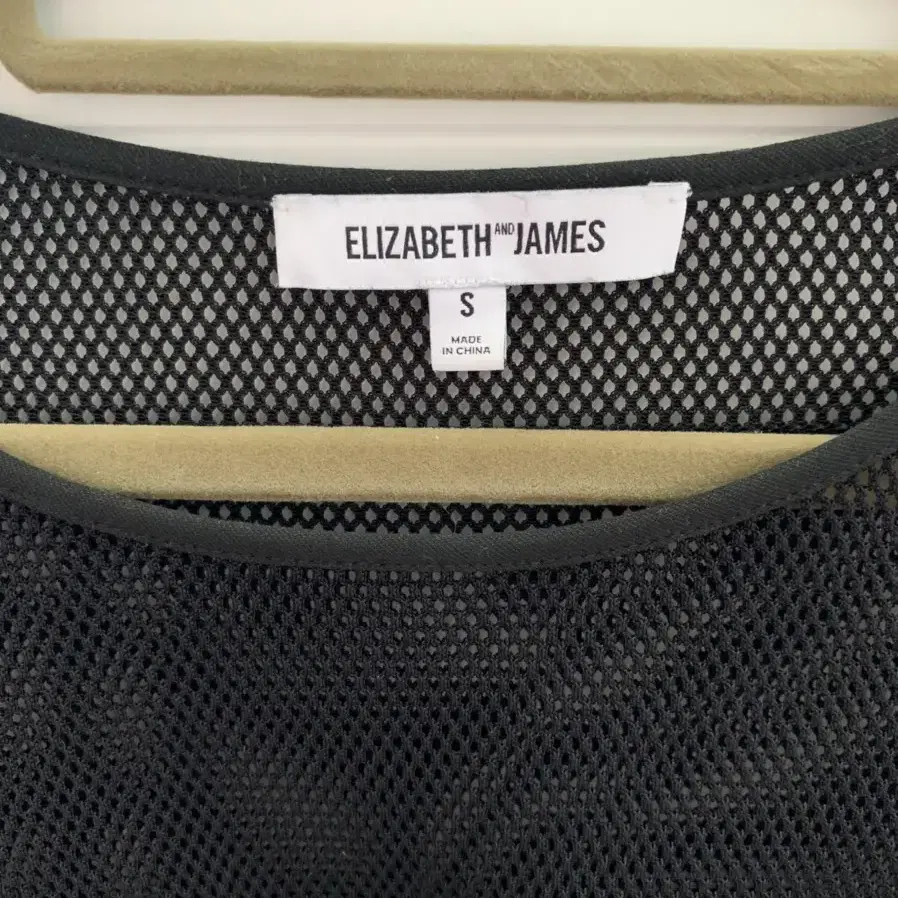 ELIZABETH AND JAMES
S
MADE
IN CHINA